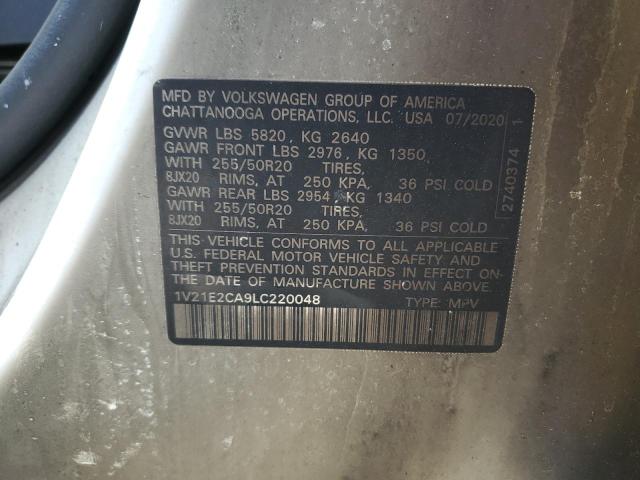 MFD BY VOLKSWAGEN GROUP OF AMERICA
CHATTANOOGA OPERATIONS, LLC. USA 07/2020
GVWR LBS 5820, KG 2640
GAWR FRONT LBS 2976, KG 1350,
WITH 255/50R20 TIRES,
8JX20 RIMS, AT 250 KPA, 36 PSI COLD
GAWR REAR LBS 2954, KG 1340
WITH 255/50R20 TIRES,
8JX20 RIMS, AT 250 KPA, 36 PSI COLD
THIS VEHICLE CONFORMS TO ALL APPLICABLE
U.S. FEDERAL MOTOR VEHICLE SAFETY AND
THEFT PREVENTION STANDARDS IN EFFECT ON
THE DATE OF MANUFACTURE SHOWN ABOVE.
1V21E2CA9LC220048 TYPE: MPV
2740374 1